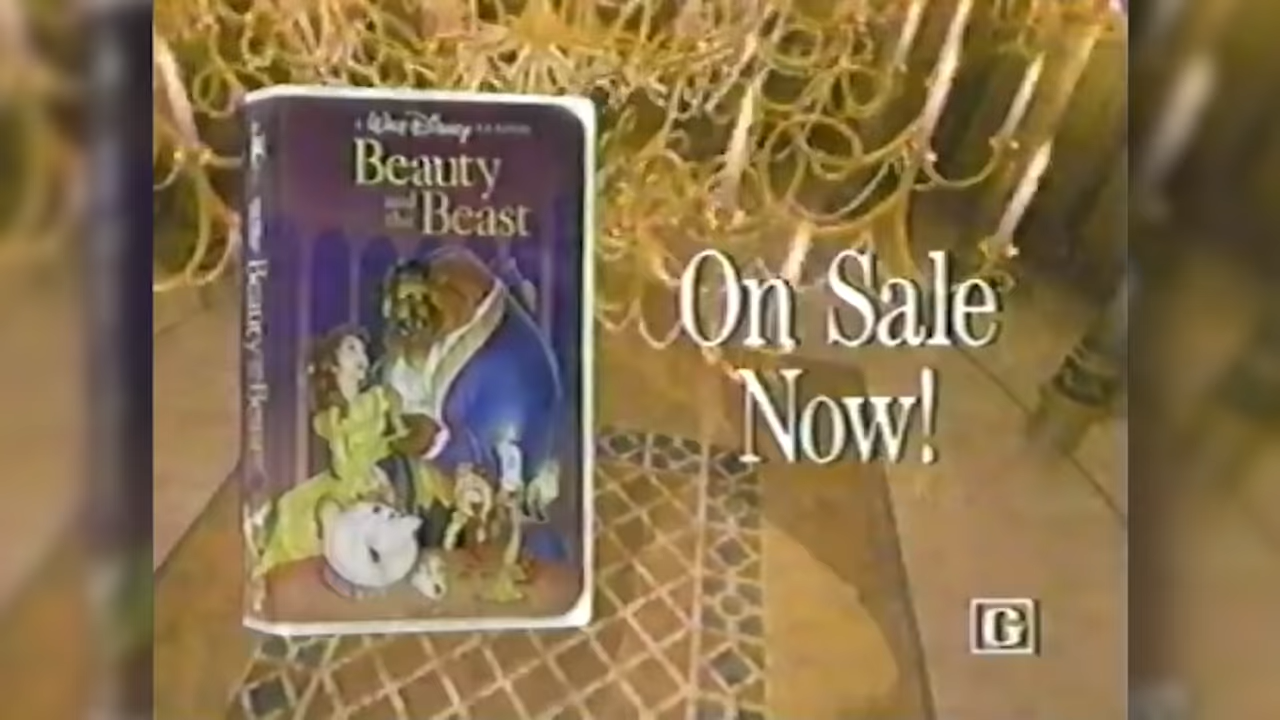 Walt Disney
Beauty
and
the Beast
Beauty and the Beast
On Sale
Now!
G